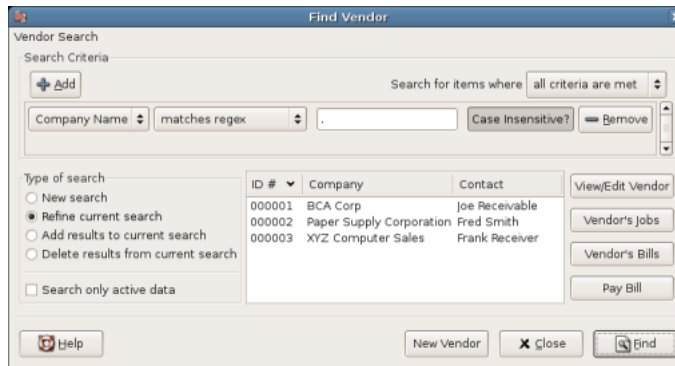 Find Vendor
Vendor Search
Search Criteria
Add
Search for items where all criteria are met
Company Name matches regex . Case Insensitive? Remove
Type of search
New search
Refine current search
Add results to current search
Delete results from current search
Search only active data
ID # Company Contact
000001 BCA Corp Joe Receivable
000002 Paper Supply Corporation Fred Smith
000003 XYZ Computer Sales Frank Receiver
View/Edit Vendor
Vendor's Jobs
Vendor's Bills
Pay Bill
Help
New Vendor
Close
Find